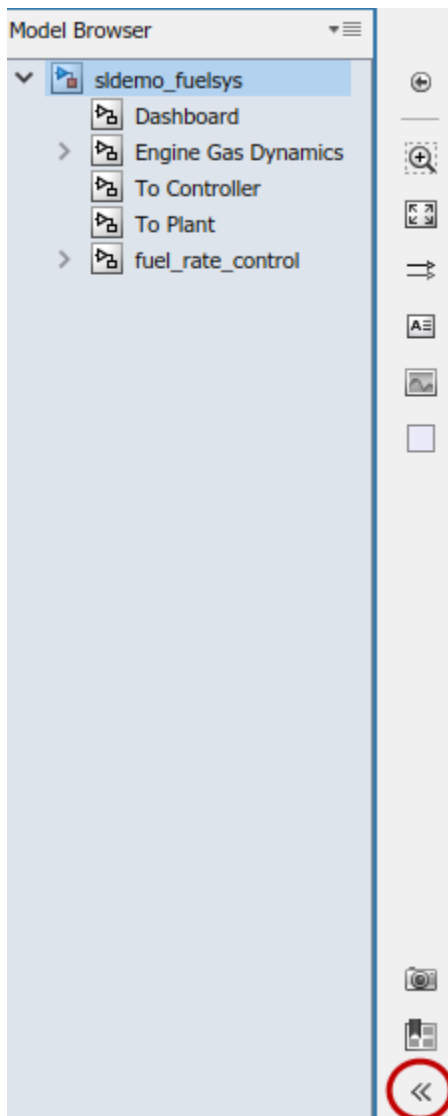 Model Browser
sldemo_fuelsys
Dashboard
Engine Gas Dynamics
To Controller
To Plant
fuel_rate_control
A